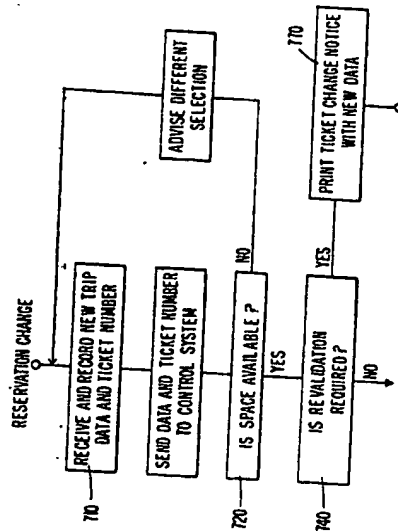 RESERVATION CHANGE
RECEIVE AND RECORD NEW TRIP
DATA AND TICKET NUMBER
710
SEND DATA AND TICKET NUMBER
TO CONTROL SYSTEM
ADVISE DIFFERENT
SELECTION
IS SPACE AVAILABLE ?
720
NO
YES
IS REVALIDATION
REQUIRED ?
740
YES
NO
PRINT TICKET CHANGE NOTICE
WITH NEW DATA
770